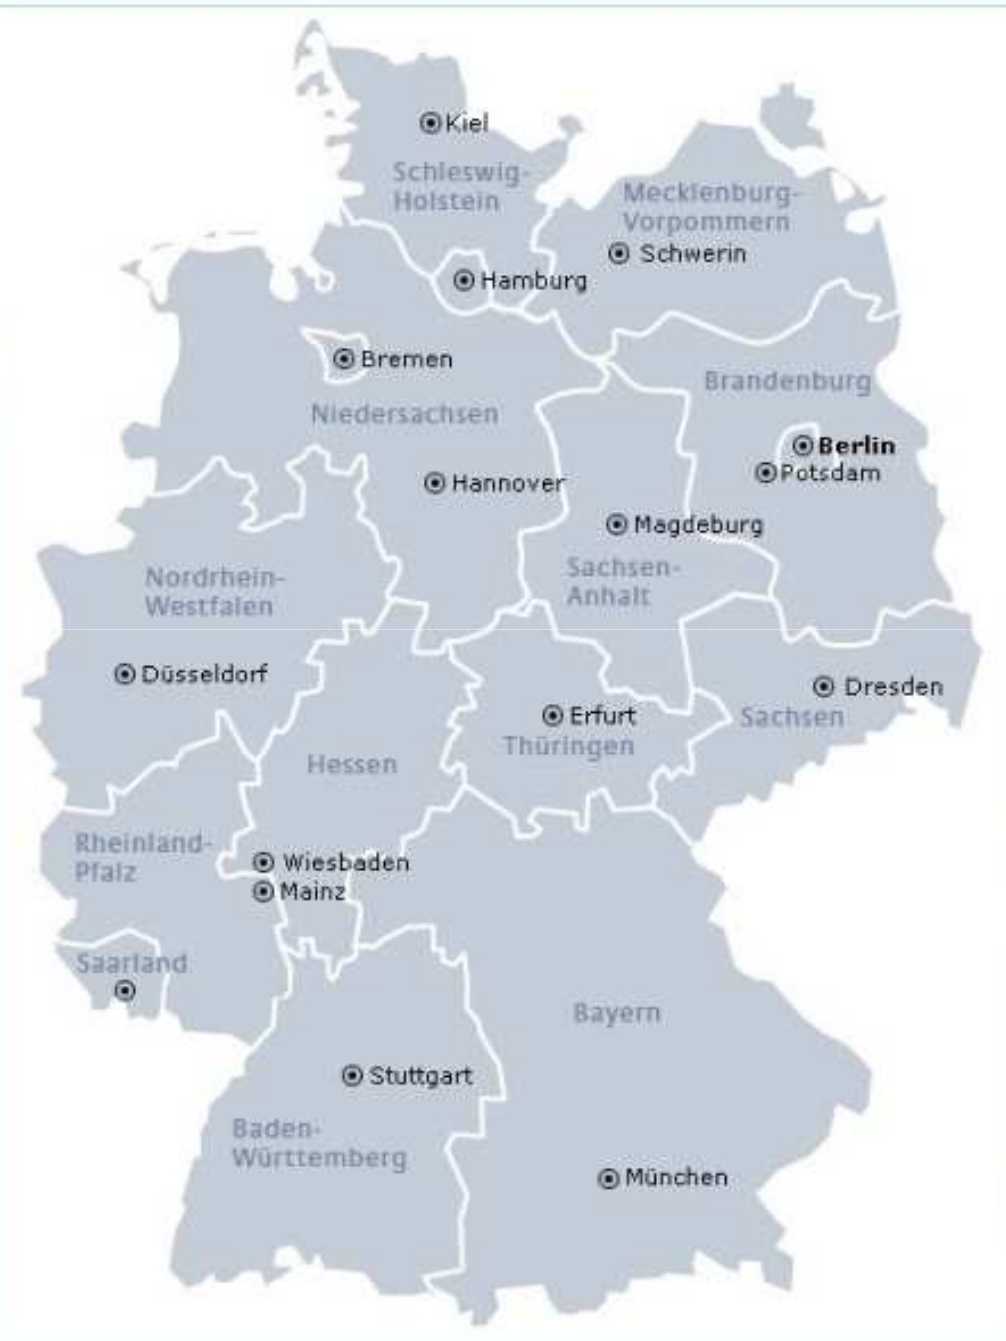 Kiel
Schleswig-
Holstein
Mecklenburg-
Vorpommern
Schwerin
Hamburg
Bremen
Brandenburg
Niedersachsen
Berlin
Potsdam
Hannover
Magdeburg
Sachsen-
Anhalt
Nordrhein-
Westfalen
Düsseldorf
Dresden
Sachsen
Erfurt
Thüringen
Hessen
Rheinland-
Pfalz
Wiesbaden
Mainz
Saarland
Bayern
Stuttgart
Baden-
Württemberg
München